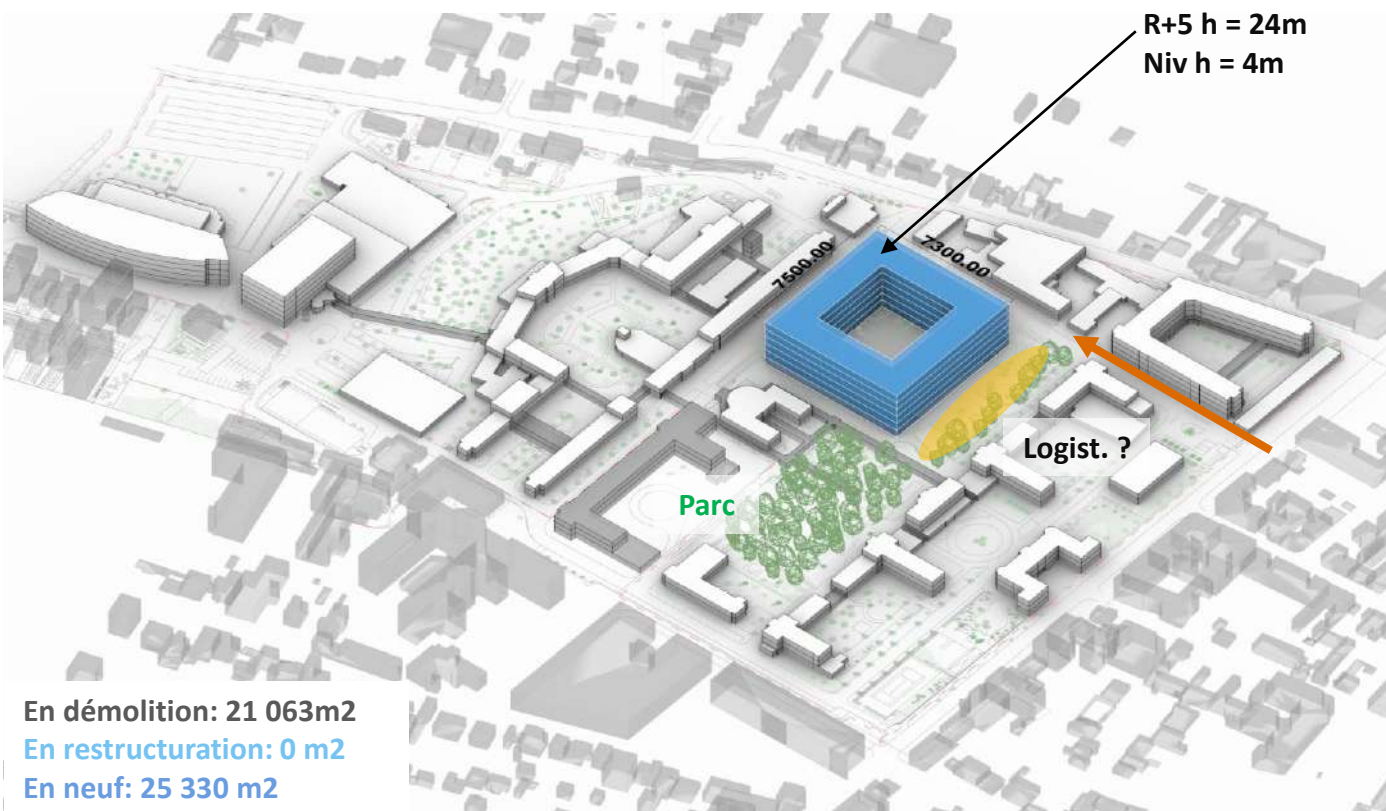 R+5 h = 24m
Niv h = 4m
7500.00
7300.00
Logist. ?
Parc
En démolition: 21 063m2
En restructuration: 0 m2
En neuf: 25 330 m2